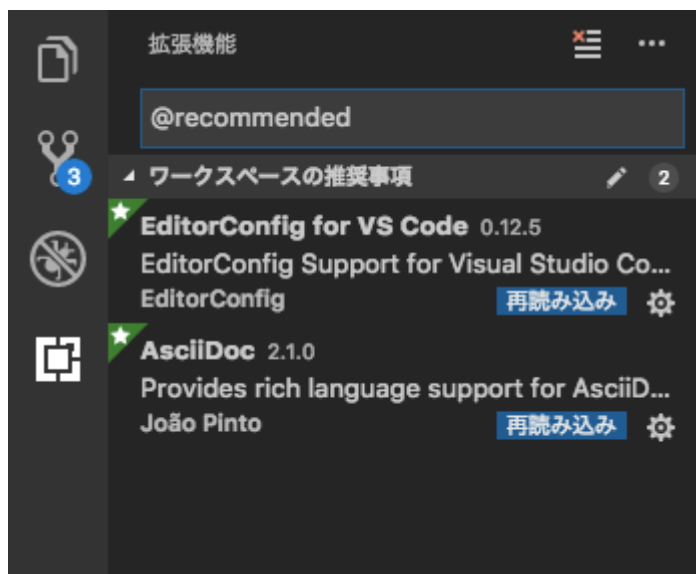 拡張機能
@recommended
3
ワークスペースの推奨事項 2
EditorConfig for VS Code 0.12.5
EditorConfig Support for Visual Studio Co...
EditorConfig 再読み込み
AsciiDoc 2.1.0
Provides rich language support for AsciiD...
João Pinto 再読み込み